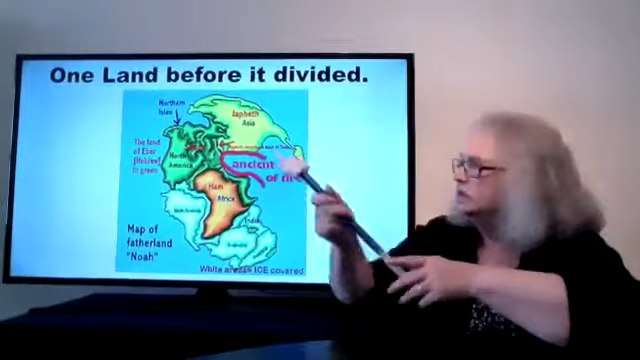 One Land before it divided.
Northern
Isles
Japheth
Asia
The land
of Eber
(Hebrew)
in green
North
America
ancient
of
Ham
Africa
India
Map of
fatherland
"Noah"
White areas ICE covered